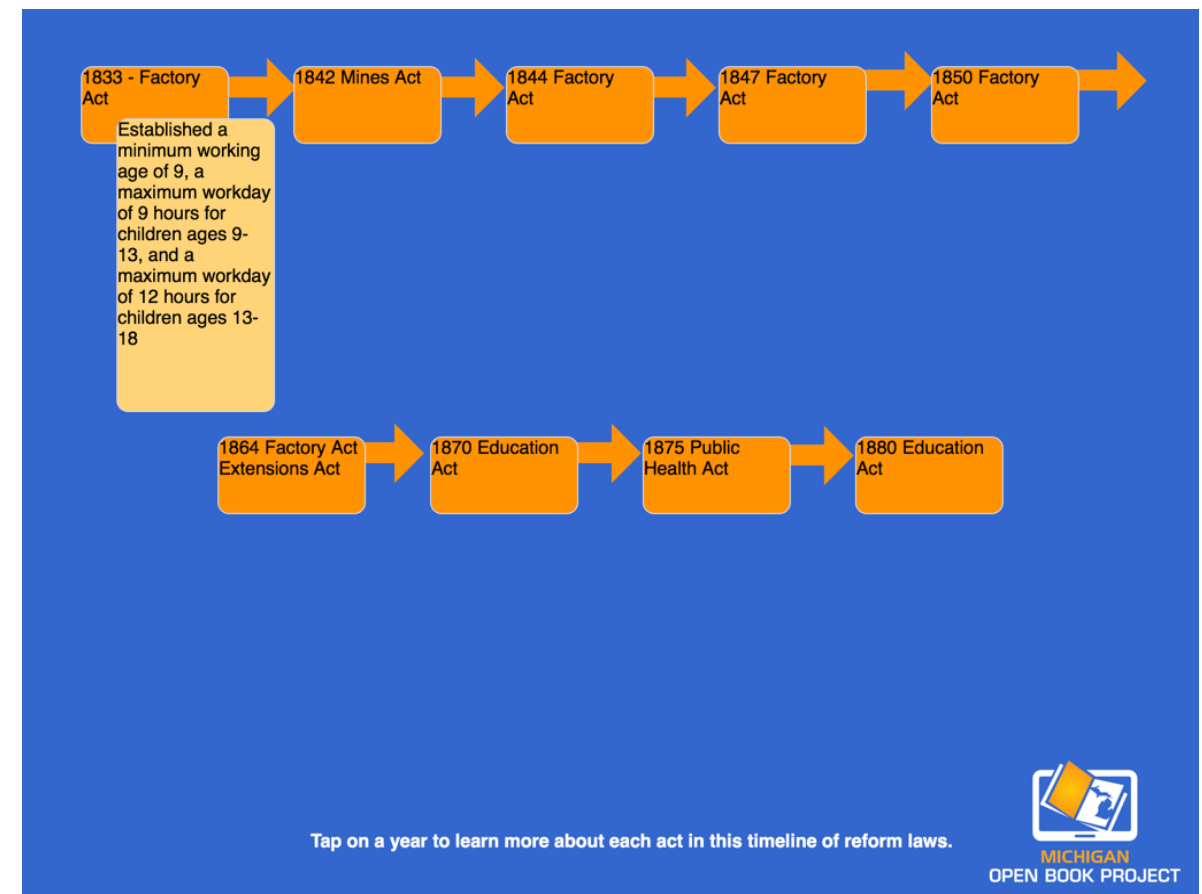 1833 - Factory
Act
Established a
minimum working
age of 9, a
maximum workday
of 9 hours for
children ages 9-
13, and a
maximum workday
of 12 hours for
children ages 13-
18
1842 Mines Act
1844 Factory
Act
1847 Factory
Act
1850 Factory
Act
1864 Factory Act
Extensions Act
1870 Education
Act
1875 Public
Health Act
1880 Education
Act
Tap on a year to learn more about each act in this timeline of reform laws.
MICHIGAN
OPEN BOOK PROJECT